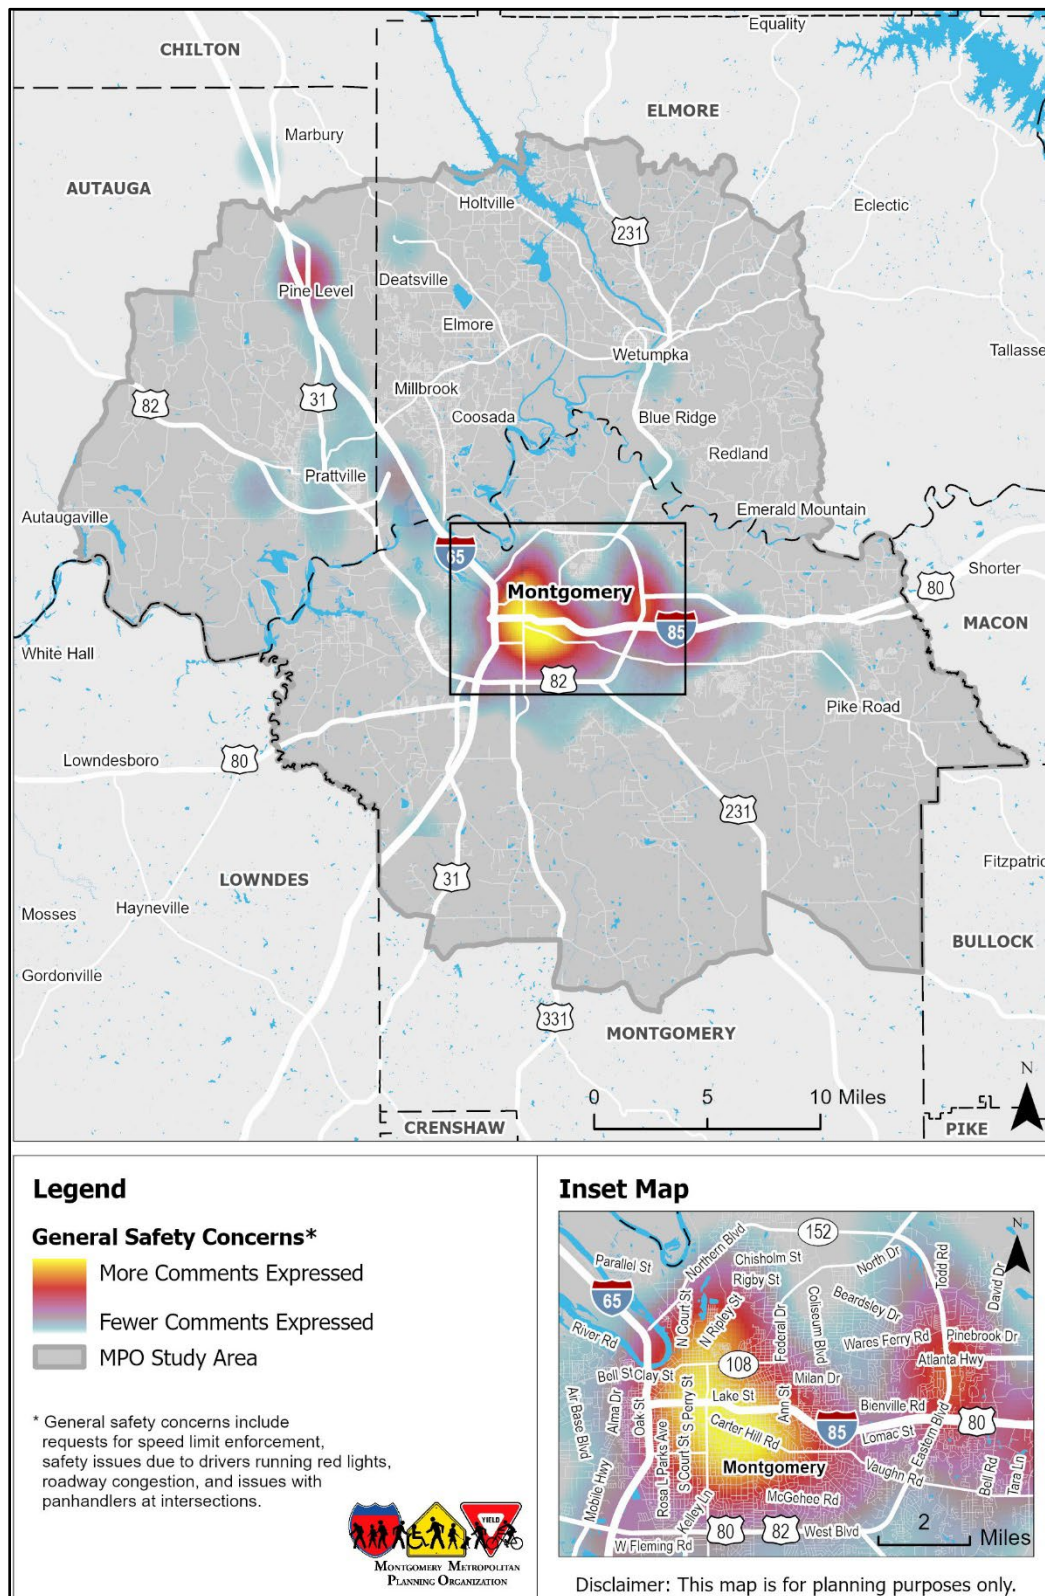 CHILTON
Equality
ELMORE
Marbury
AUTAUGA
Holtville
Eclectic
231
Deatsville
Pine Level
Elmore
Tallasse
Wetumpka
82
31
Millbrook
Coosada
Blue Ridge
Redland
Prattville
Autaugaville
Emerald Mountain
65
Shorter
80
Montgomery
85
MACON
White Hall
82
Pike Road
Lowndesboro
80
231
Fitzpatric
31
LOWNDES
Hayneville
Mosses
BULLOCK
Gordonville
331
MONTGOMERY
N
0 5 10 Miles
CRENSHAW
PIKE
Legend
General Safety Concerns*
More Comments Expressed
Fewer Comments Expressed
MPO Study Area
* General safety concerns include
requests for speed limit enforcement,
safety issues due to drivers running red lights,
roadway congestion, and issues with
panhandlers at intersections.
YIELD
MONTGOMERY METROPOLITAN
PLANNING ORGANIZATION
Inset Map
N
152
Northern Blvd
Parallel St
Chisholm St
North Dr
Todd Rd
David Dr
Rigby St
65
N Court St
N Ripley St
Federal Dr
Coliseum Blvd
Beardsley Dr
River Rd
Wares Ferry Rd
Pinebrook Dr
108
Atlanta Hwy
Bell St
Clay St
Milan Dr
Air Base Blvd
Alma Dr
Oak St
S Perry St
Lake St
Ann St
Bienville Rd
80
Carter Hill Rd
85
Lomac St
Eastern Blvd
Rosa L Parks Ave
S Court St
Montgomery
Vaughn Rd
Bell Rd
Tara Ln
Mobile Hwy
Kelley Ln
McGehee Rd
80
82
West Blvd
2
Miles
W Fleming Rd
Disclaimer: This map is for planning purposes only.